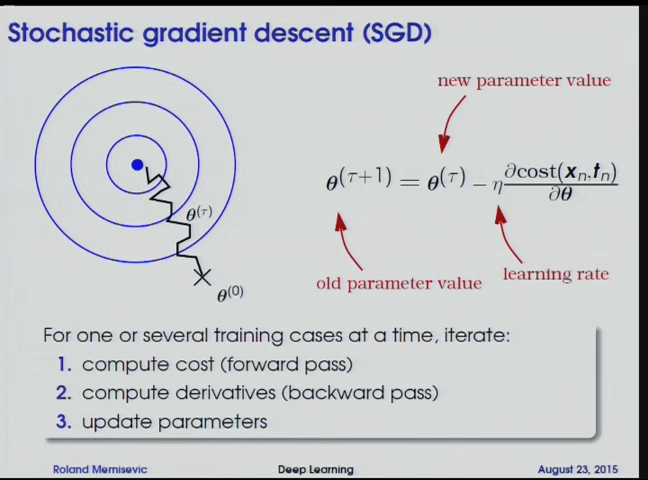 Stochastic gradient descent (SGD)
new parameter value
θ^(τ+1) = θ^(τ) − η ∂cost(x_n, t_n) / ∂θ
old parameter value
learning rate
θ^(τ)
θ^(0)
For one or several training cases at a time, iterate:
1. compute cost (forward pass)
2. compute derivatives (backward pass)
3. update parameters
Roland Memisevic
Deep Learning
August 23, 2015